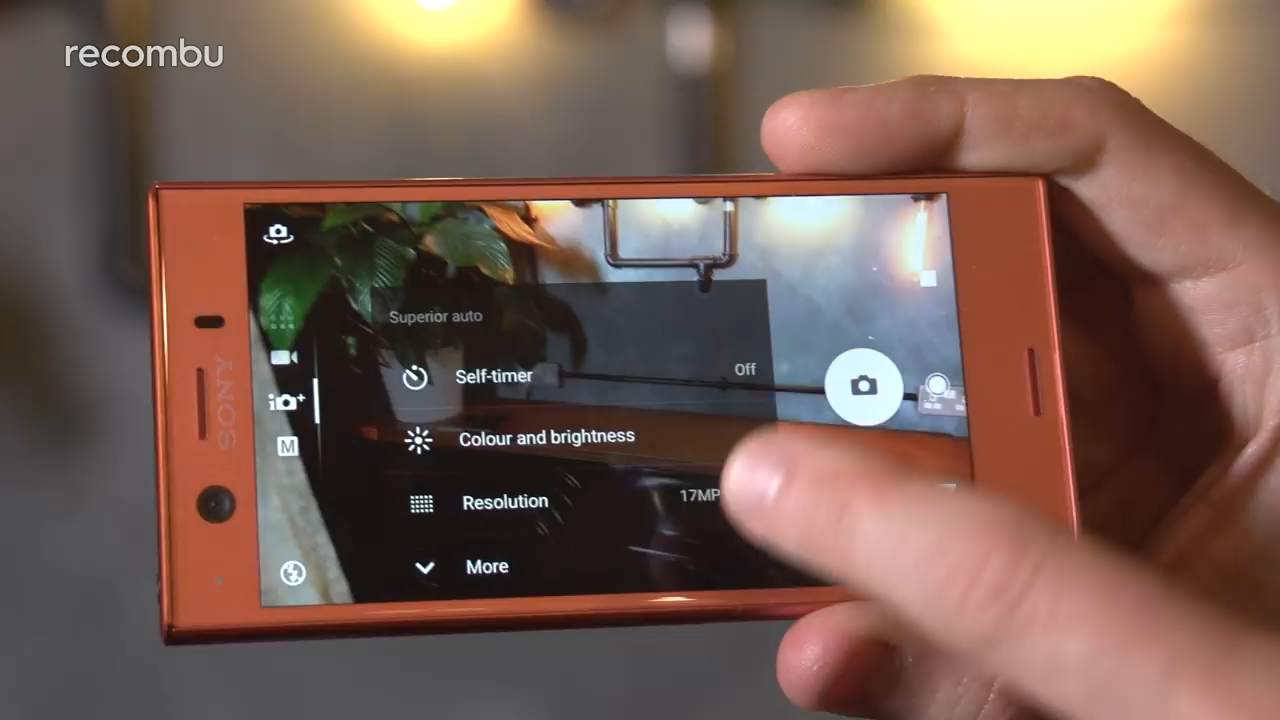 recombu
SONY
Superior auto
Self-timer Off
Colour and brightness
Resolution 17MP
More
M